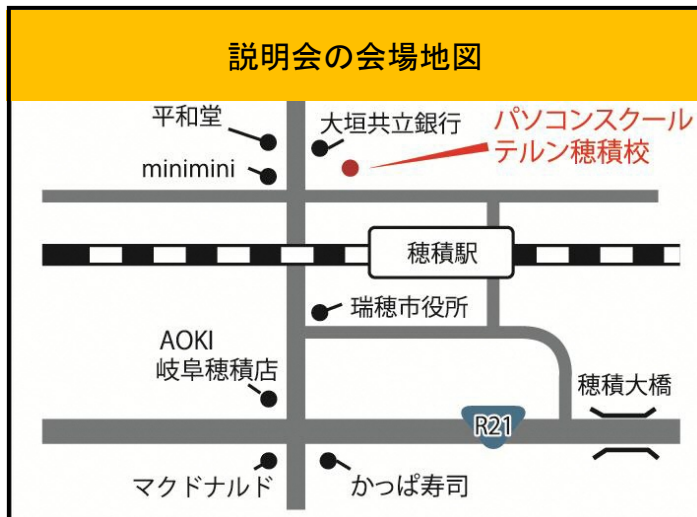 説明会の会場地図
平和堂
大垣共立銀行
パソコンスクール
テルン穂積校
minimini
穂積駅
瑞穂市役所
AOKI
岐阜穂積店
穂積大橋
R21
マクドナルド
かっぱ寿司